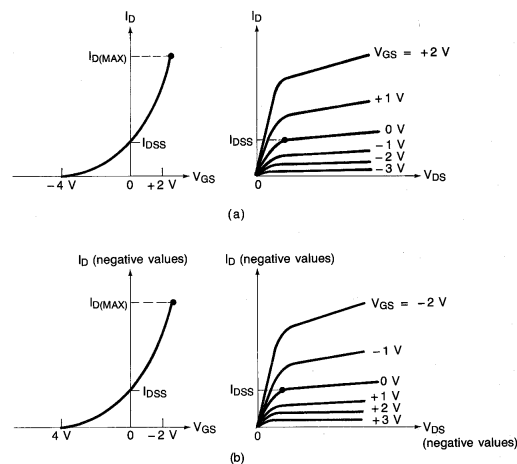 I_D
I_D(MAX)
I_DSS
−4 V 0 +2 V V_GS
I_D
V_GS = +2 V
+1 V
0 V
−1 V
−2 V
−3 V
I_DSS
0
V_DS
(a)
I_D (negative values)
I_D(MAX)
I_DSS
4 V 0 −2 V V_GS
I_D (negative values)
V_GS = −2 V
−1 V
0 V
+1 V
+2 V
+3 V
I_DSS
0
V_DS
(negative values)
(b)